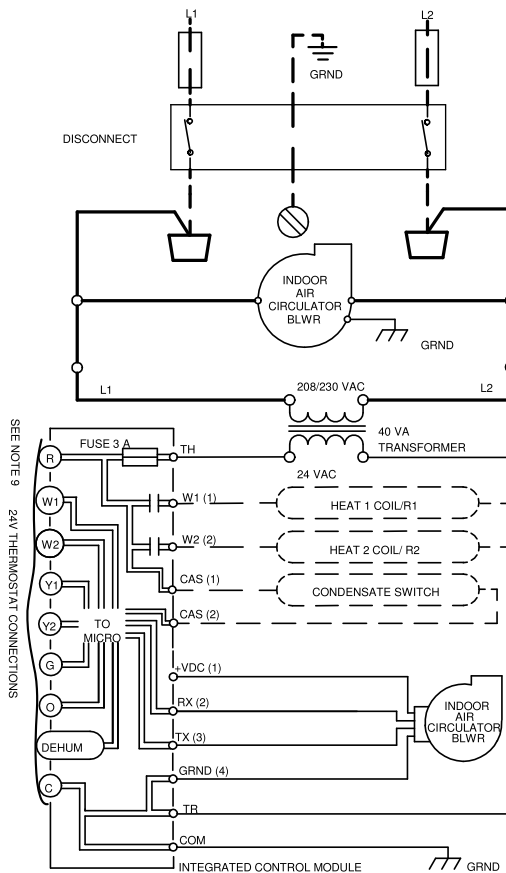 L1
L2
GRND
DISCONNECT
INDOOR
AIR
CIRCULATOR
BLWR
GRND
L1
208/230 VAC
L2
40 VA
TRANSFORMER
24 VAC
SEE NOTE 9
24V THERMOSTAT CONNECTIONS
FUSE 3 A
R
TH
W1
W1 (1)
HEAT 1 COIL/R1
W2
W2 (2)
HEAT 2 COIL/ R2
Y1
CAS (1)
CONDENSATE SWITCH
Y2
TO
MICRO
CAS (2)
G
+VDC (1)
O
RX (2)
INDOOR
AIR
CIRCULATOR
BLWR
DEHUM
TX (3)
C
GRND (4)
TR
COM
INTEGRATED CONTROL MODULE
GRND